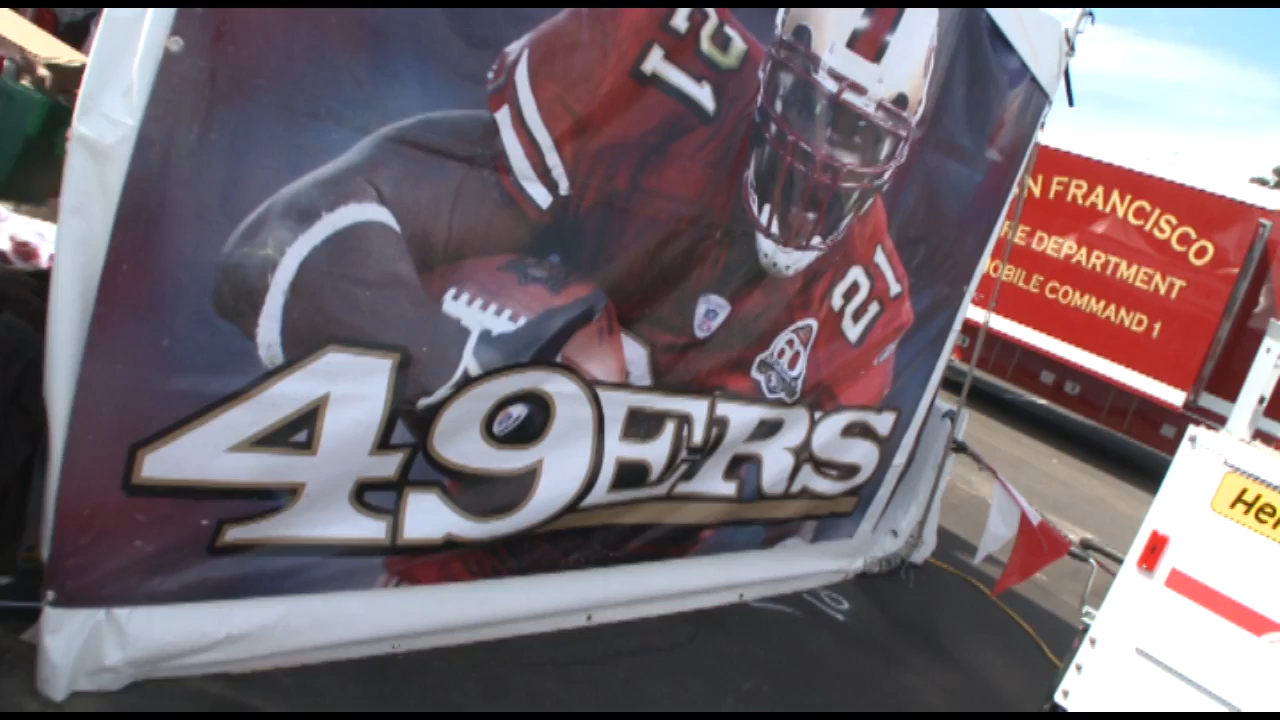 21
21
49ERS
N FRANCISCO
RE DEPARTMENT
OBILE COMMAND 1
He